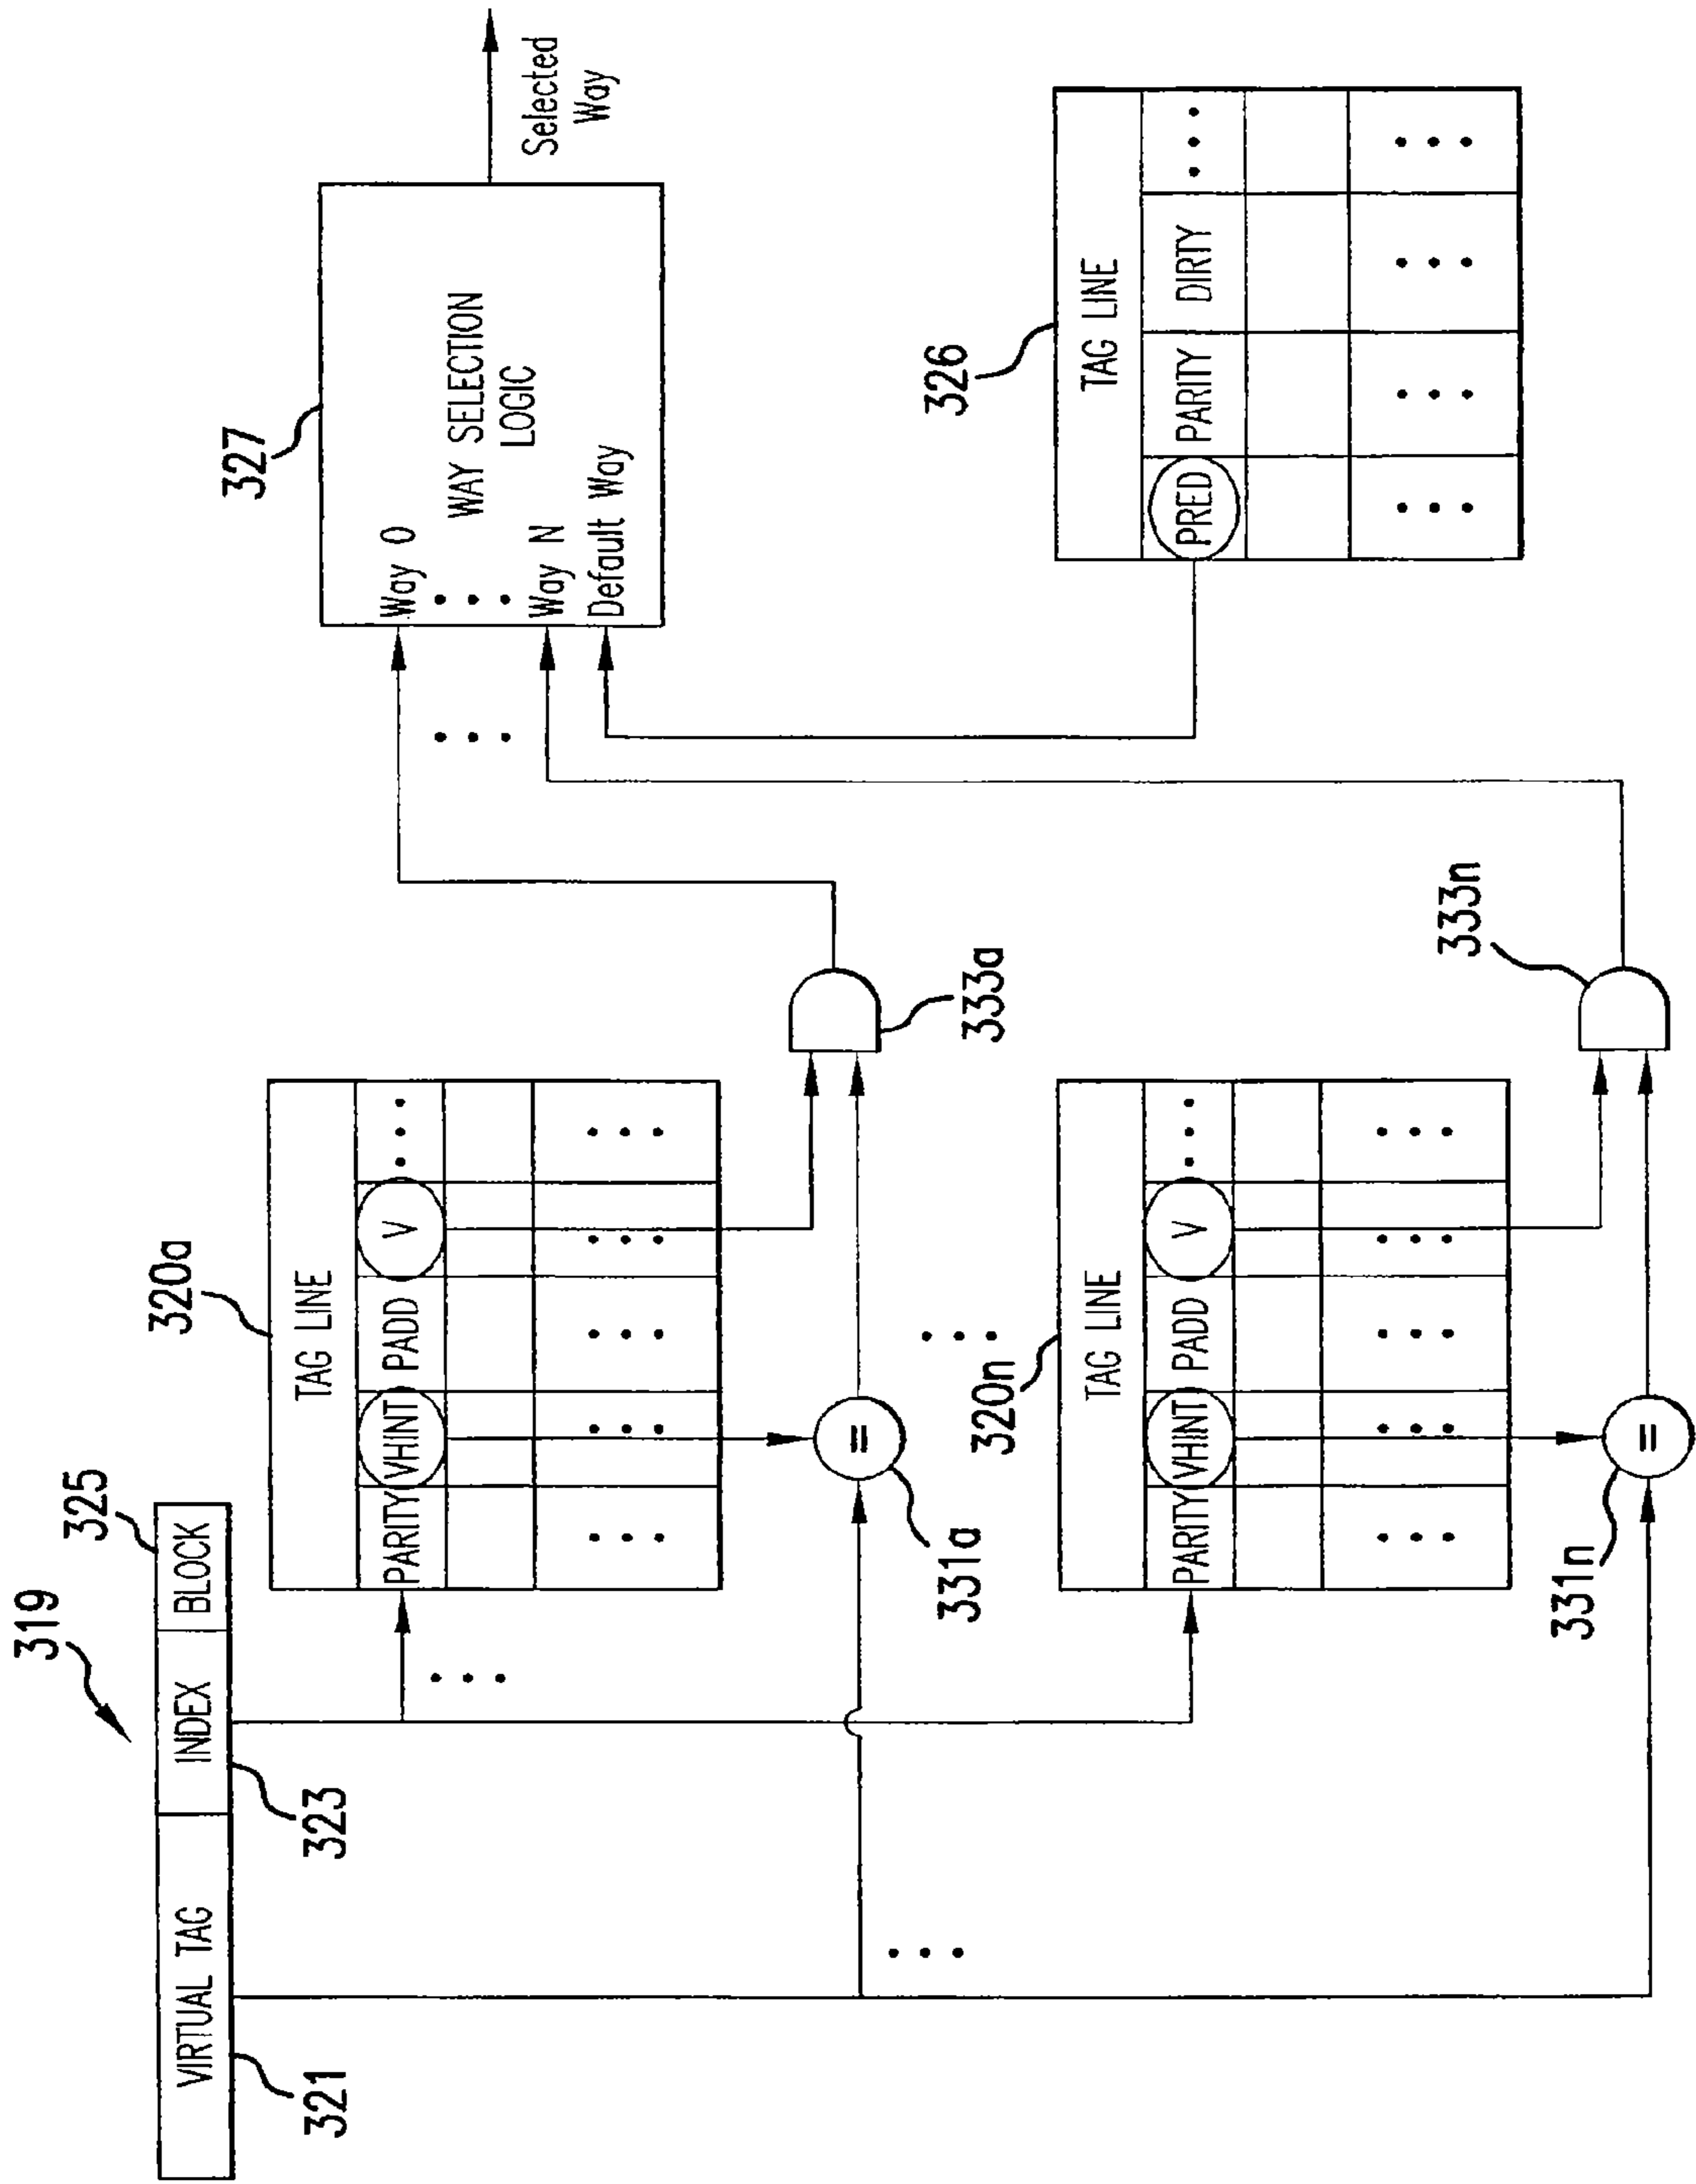 319
VIRTUAL TAG INDEX BLOCK
321
323
325
320a
TAG LINE
PARITY VHINT PADD V
331a
333a
320n
TAG LINE
PARITY VHINT PADD V
331n
333n
=
=
327
Way 0
WAY SELECTION
LOGIC
Way N
Default Way
Selected
Way
326
TAG LINE
PRED PARITY DIRTY